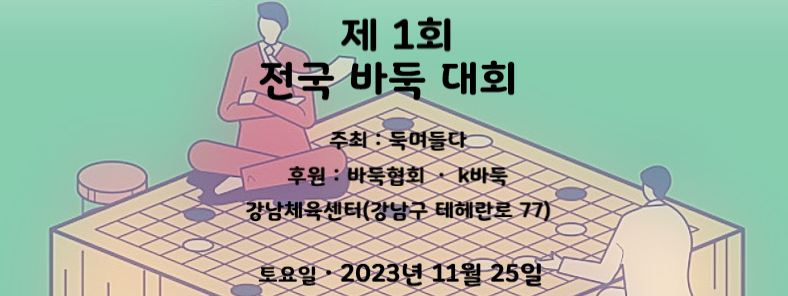 제 1회
전국 바둑 대회
주최 : 둑며들다
후원 : 바둑협회 · k바둑
강남체육센터(강남구 테헤란로 77)
토요일 · 2023년 11월 25일